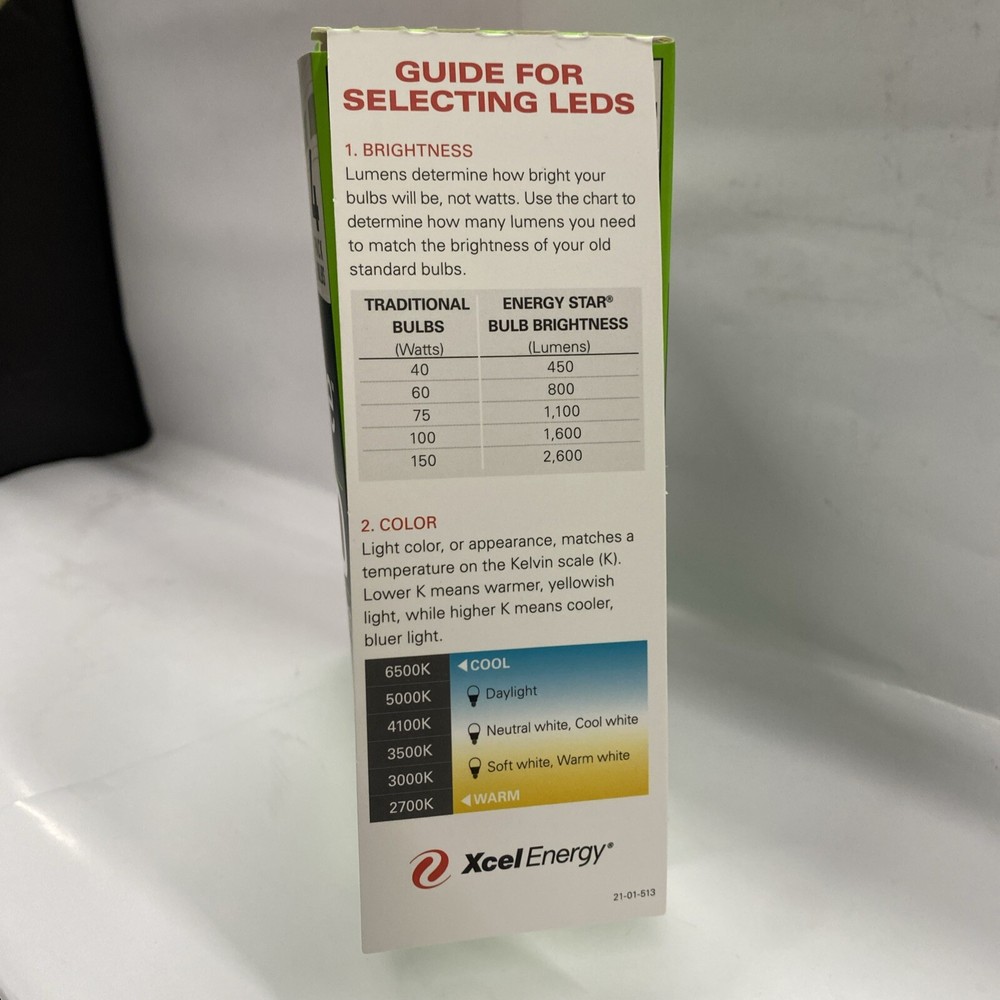 GUIDE FOR
SELECTING LEDS
1. BRIGHTNESS
Lumens determine how bright your
bulbs will be, not watts. Use the chart to
determine how many lumens you need
to match the brightness of your old
standard bulbs.
TRADITIONAL BULBS (Watts) ENERGY STAR® BULB BRIGHTNESS (Lumens)
40 450
60 800
75 1,100
100 1,600
150 2,600
2. COLOR
Light color, or appearance, matches a
temperature on the Kelvin scale (K).
Lower K means warmer, yellowish
light, while higher K means cooler,
bluer light.
6500K COOL
5000K Daylight
4100K Neutral white, Cool white
3500K
3000K Soft white, Warm white
2700K WARM
Xcel Energy®
21-01-513